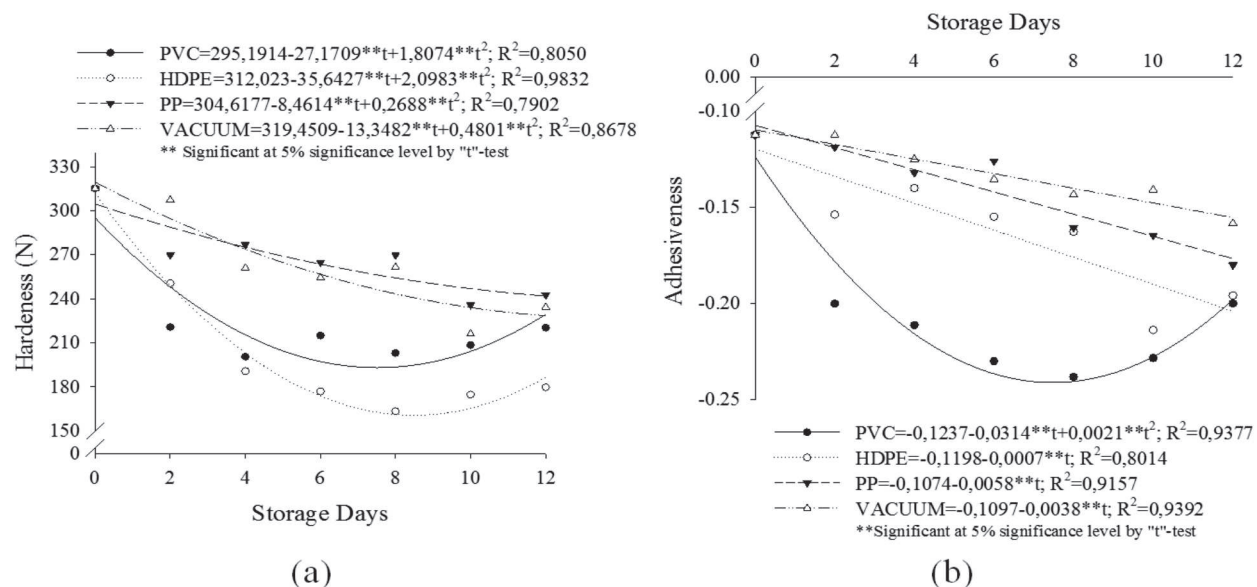 PVC=295,1914-27,1709**t+1,8074**t²; R²=0,8050
HDPE=312,023-35,6427**t+2,0983**t²; R²=0,9832
PP=304,6177-8,4614**t+0,2688**t²; R²=0,7902
VACUUM=319,4509-13,3482**t+0,4801**t²; R²=0,8678
** Significant at 5% significance level by "t"-test
330
300
270
240
210
180
150
0
Hardeness (N)
0 2 4 6 8 10 12
Storage Days
(a)
Storage Days
0 2 4 6 8 10 12
0.00
-0.10
-0.15
-0.20
-0.25
Adhesiveness
PVC=-0,1237-0,0314**t+0,0021**t²; R²=0,9377
HDPE=-0,1198-0,0007**t; R²=0,8014
PP=-0,1074-0,0058**t; R²=0,9157
VACUUM=-0,1097-0,0038**t; R²=0,9392
**Significant at 5% significance level by "t"-test
(b)